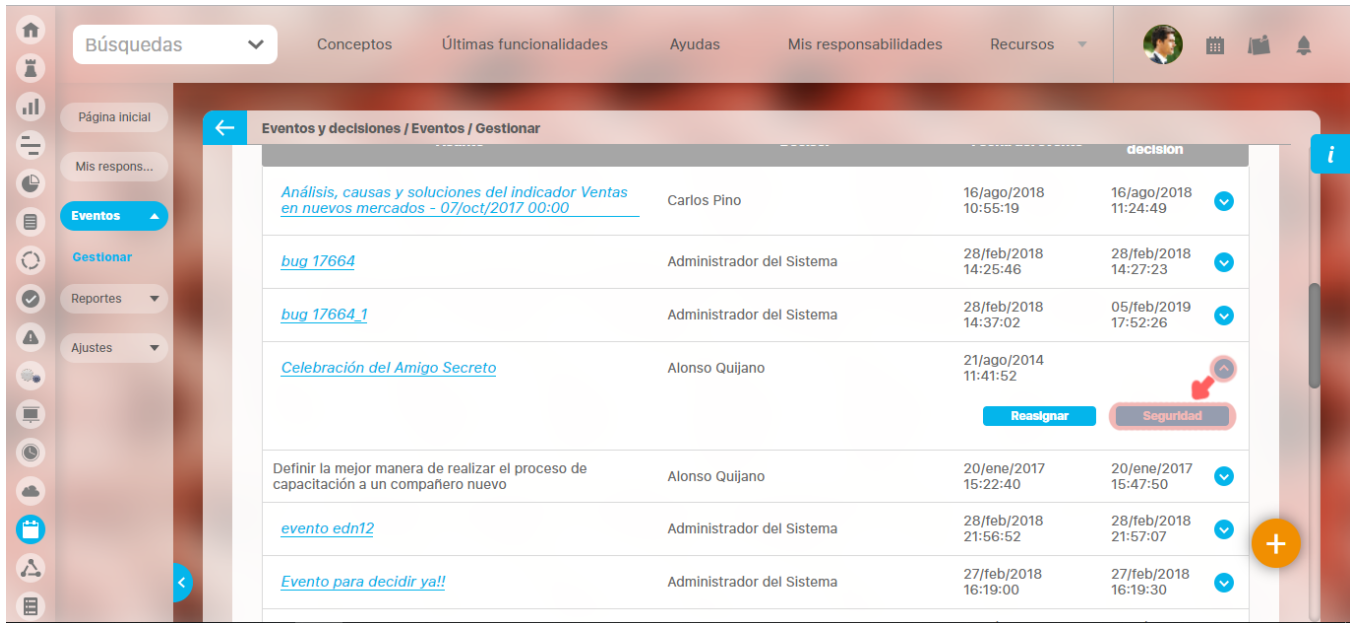 Búsquedas
Conceptos
Últimas funcionalidades
Ayudas
Mis responsabilidades
Recursos
Página inicial
Mis respons...
Eventos
Gestionar
Reportes
Ajustes
Eventos y decisiones / Eventos / Gestionar
i
decisión
Análisis, causas y soluciones del indicador Ventas
en nuevos mercados - 07/oct/2017 00:00
Carlos Pino
16/ago/2018
10:55:19
16/ago/2018
11:24:49
bug 17664
Administrador del Sistema
28/feb/2018
14:25:46
28/feb/2018
14:27:23
bug 17664_1
Administrador del Sistema
28/feb/2018
14:37:02
05/feb/2019
17:52:26
Celebración del Amigo Secreto
Alonso Quijano
21/ago/2014
11:41:52
Reasignar
Seguridad
Definir la mejor manera de realizar el proceso de
capacitación a un compañero nuevo
Alonso Quijano
20/ene/2017
15:22:40
20/ene/2017
15:47:50
evento edn12
Administrador del Sistema
28/feb/2018
21:56:52
28/feb/2018
21:57:07
Evento para decidir ya!!
Administrador del Sistema
27/feb/2018
16:19:00
27/feb/2018
16:19:30